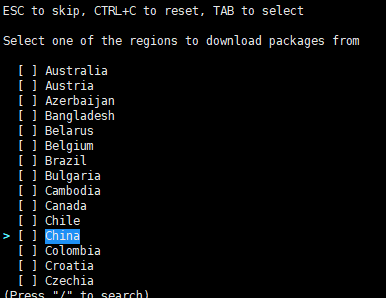 ESC to skip, CTRL+C to reset, TAB to select
Select one of the regions to download packages from
[ ] Australia
[ ] Austria
[ ] Azerbaijan
[ ] Bangladesh
[ ] Belarus
[ ] Belgium
[ ] Brazil
[ ] Bulgaria
[ ] Cambodia
[ ] Canada
[ ] Chile
> [ ] China
[ ] Colombia
[ ] Croatia
[ ] Czechia
(Press "/" to search)